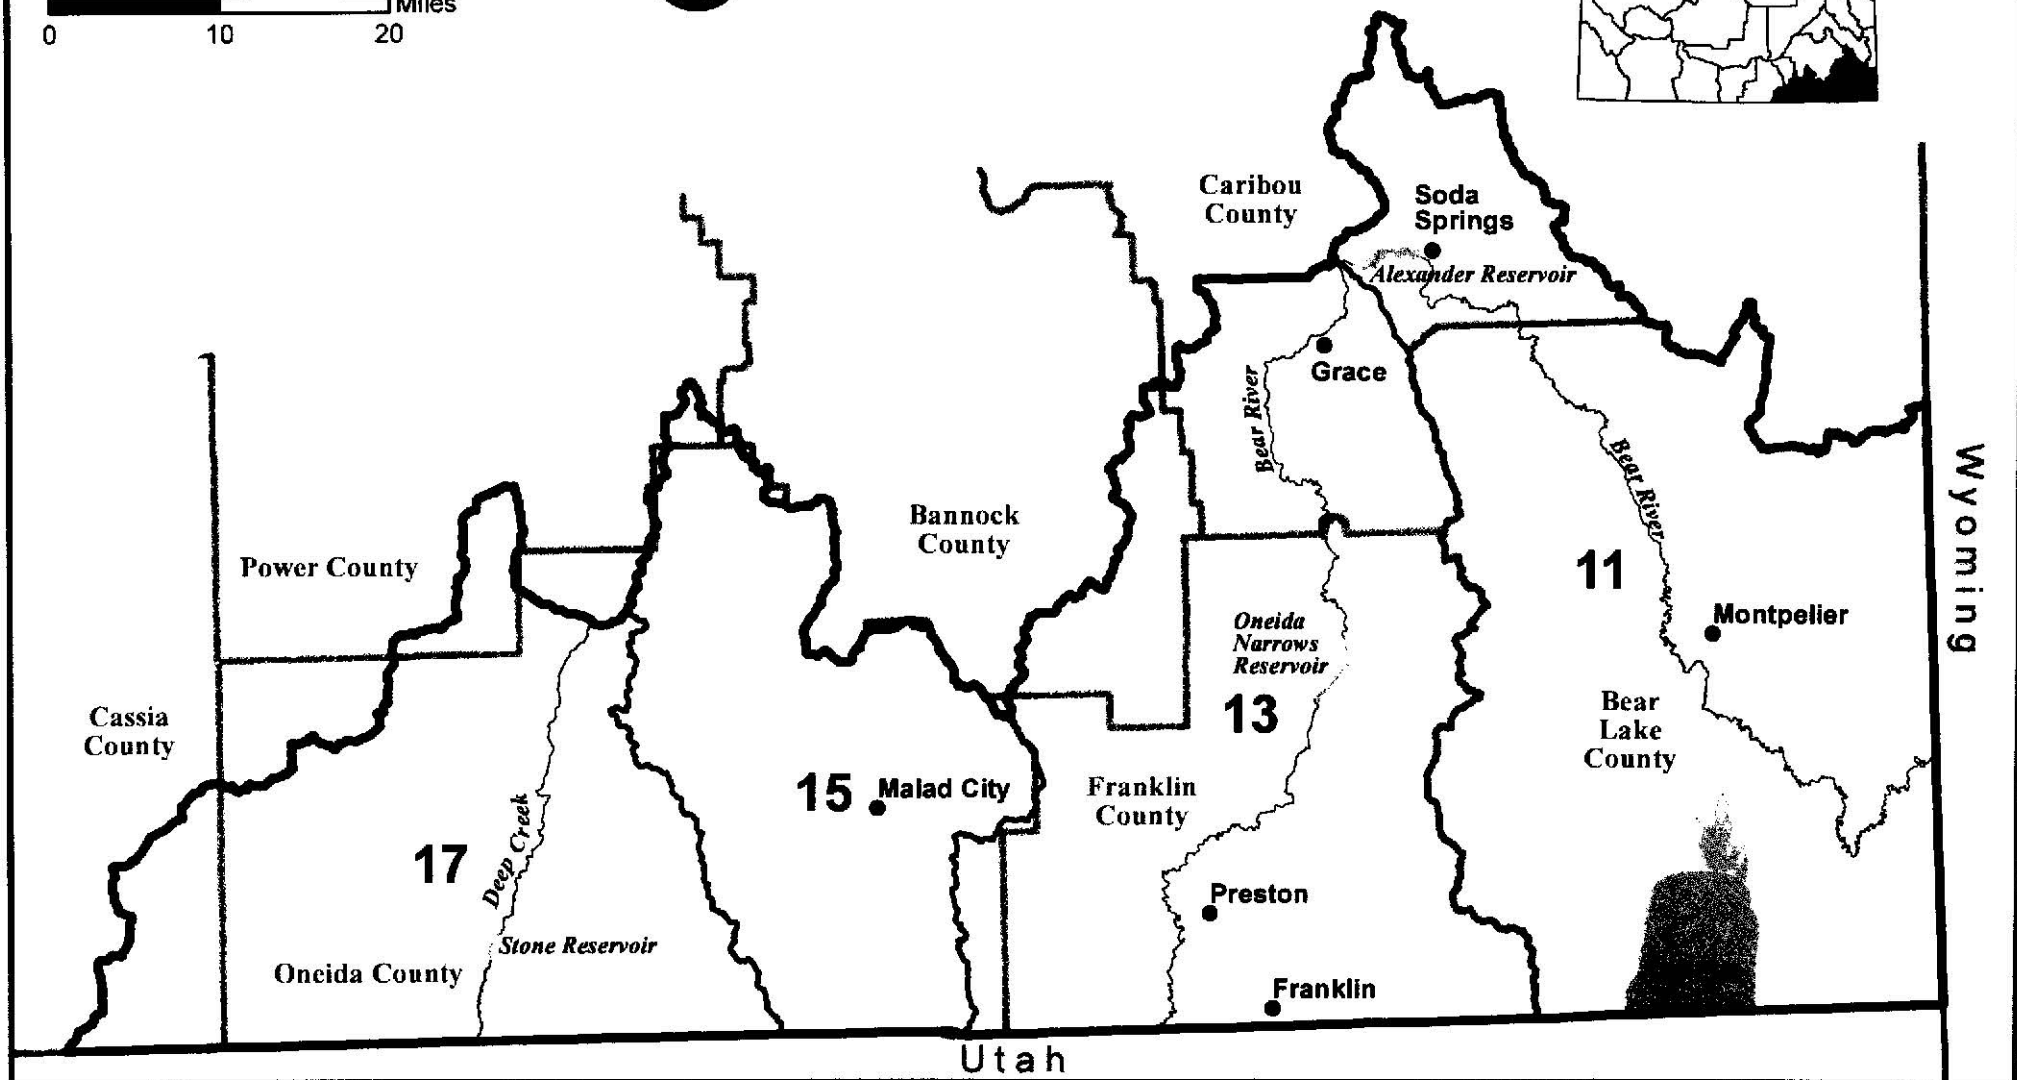 Miles
0 10 20
Caribou
County
Soda
Springs
Alexander Reservoir
Grace
Bear River
Bear River
Wyoming
Bannock
County
Power County
11
Oneida
Narrows
Reservoir
Montpelier
13
Cassia
County
Bear
Lake
County
15
Malad City
Franklin
County
17
Deep Creek
Preston
Stone Reservoir
Oneida County
Franklin
Utah